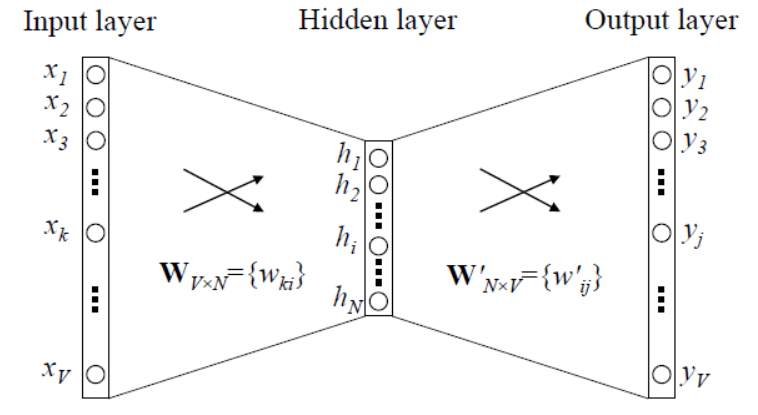 Input layer Hidden layer Output layer
x1
x2
x3
xk
xV
h1
h2
hi
hN
y1
y2
y3
yj
yV
W V×N={wki}
W'N×V={w'ij}